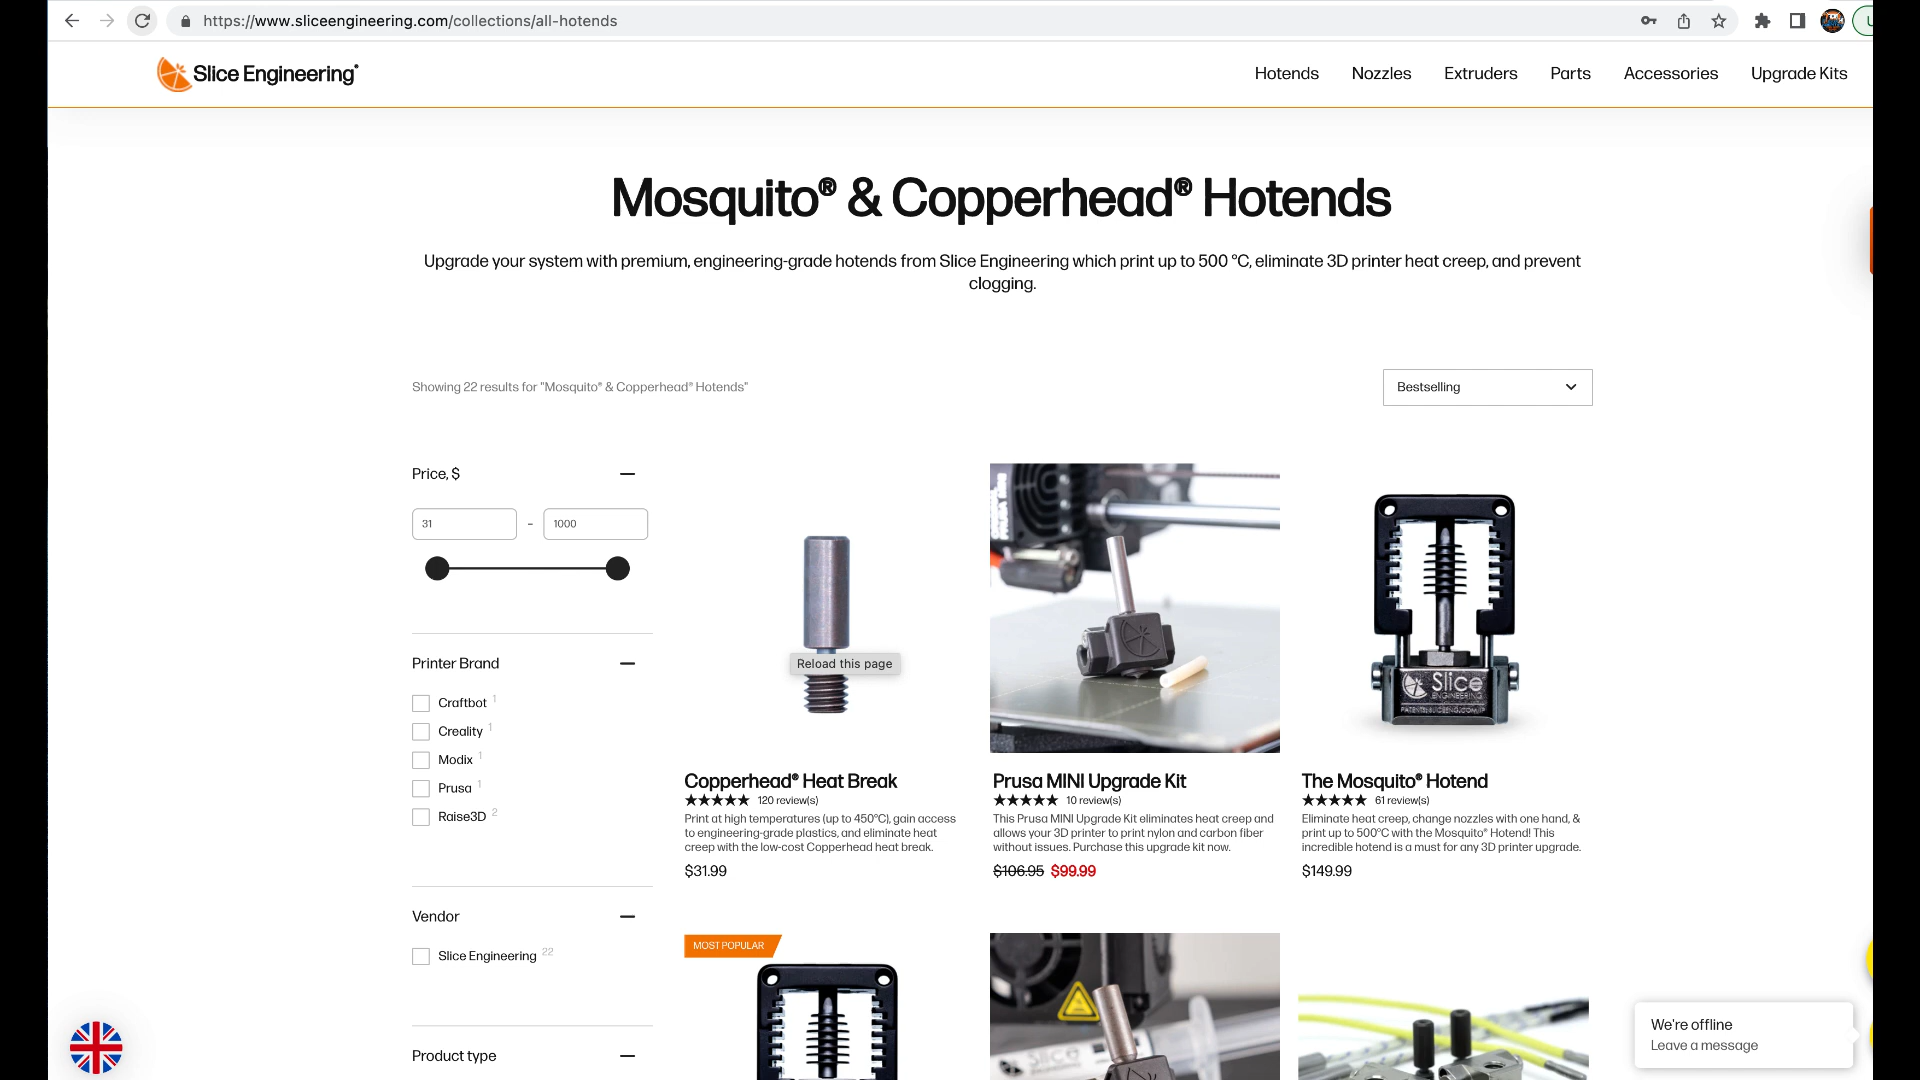 https://www.sliceengineering.com/collections/all-hotends
Slice Engineering®
Hotends Nozzles Extruders Parts Accessories Upgrade Kits
Mosquito® & Copperhead® Hotends
Upgrade your system with premium, engineering-grade hotends from Slice Engineering which print up to 500 °C, eliminate 3D printer heat creep, and prevent
clogging.
Showing 22 results for "Mosquito® & Copperhead® Hotends"
Bestselling
Price, $
31 - 1000
Printer Brand
Craftbot 1
Creality 1
Modix 1
Prusa 1
Raise3D 2
Vendor
Slice Engineering 22
Product type
Reload this page
Copperhead® Heat Break
120 review(s)
Print at high temperatures (up to 450°C), gain access
to engineering-grade plastics, and eliminate heat
creep with the low-cost Copperhead heat break.
$31.99
Prusa MINI Upgrade Kit
10 review(s)
This Prusa MINI Upgrade Kit eliminates heat creep and
allows your 3D printer to print nylon and carbon fiber
without issues. Purchase this upgrade kit now.
$106.95 $99.99
Slice
ENGINEERING
The Mosquito® Hotend
61 review(s)
Eliminate heat creep, change nozzles with one hand, &
print up to 500°C with the Mosquito® Hotend! This
incredible hotend is a must for any 3D printer upgrade.
$149.99
MOST POPULAR
Slice
We're offline
Leave a message